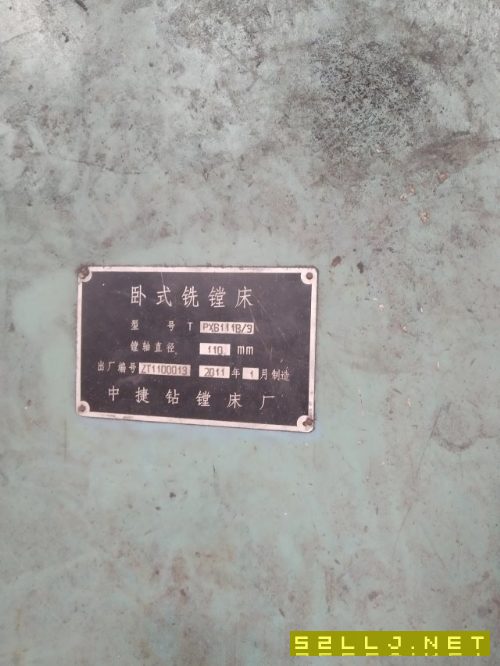 卧式铣镗床
型 号 T PX6111B/3
镗轴直径 110 mm
出厂编号 ZT1100013 2011 年 1 月制造
中捷钻镗床厂
52LLJ.NET